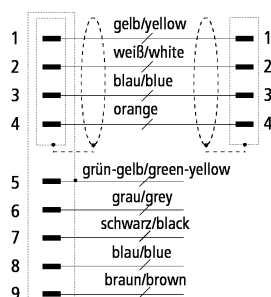 gelb/yellow
1 1
weiß/white
2 2
blau/blue
3 3
orange
4 4
grün-gelb/green-yellow
5
grau/grey
6
schwarz/black
7
blau/blue
8
braun/brown
9